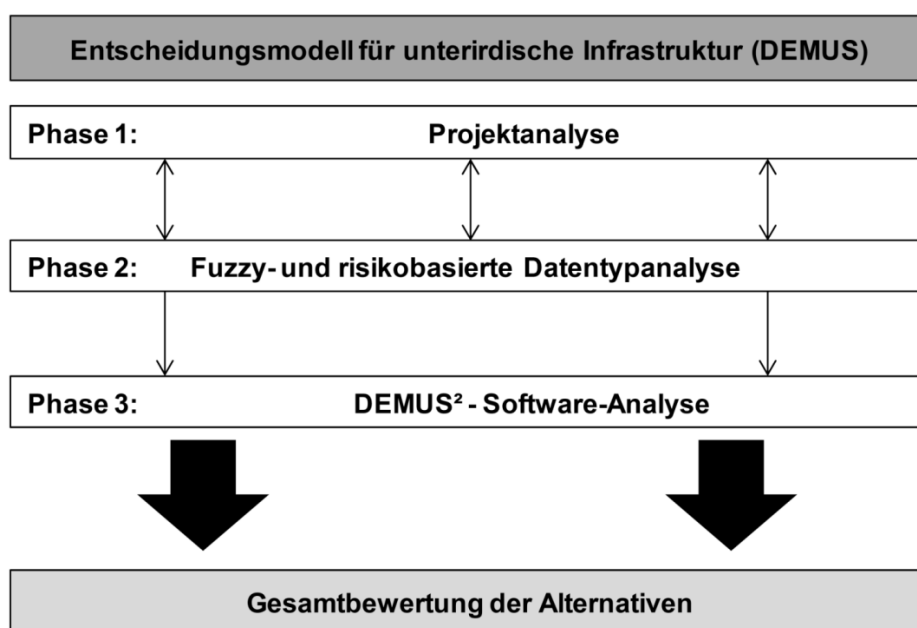 Entscheidungsmodell für unterirdische Infrastruktur (DEMUS)
Phase 1: Projektanalyse
Phase 2: Fuzzy- und risikobasierte Datentypanalyse
Phase 3: DEMUS² - Software-Analyse
Gesamtbewertung der Alternativen